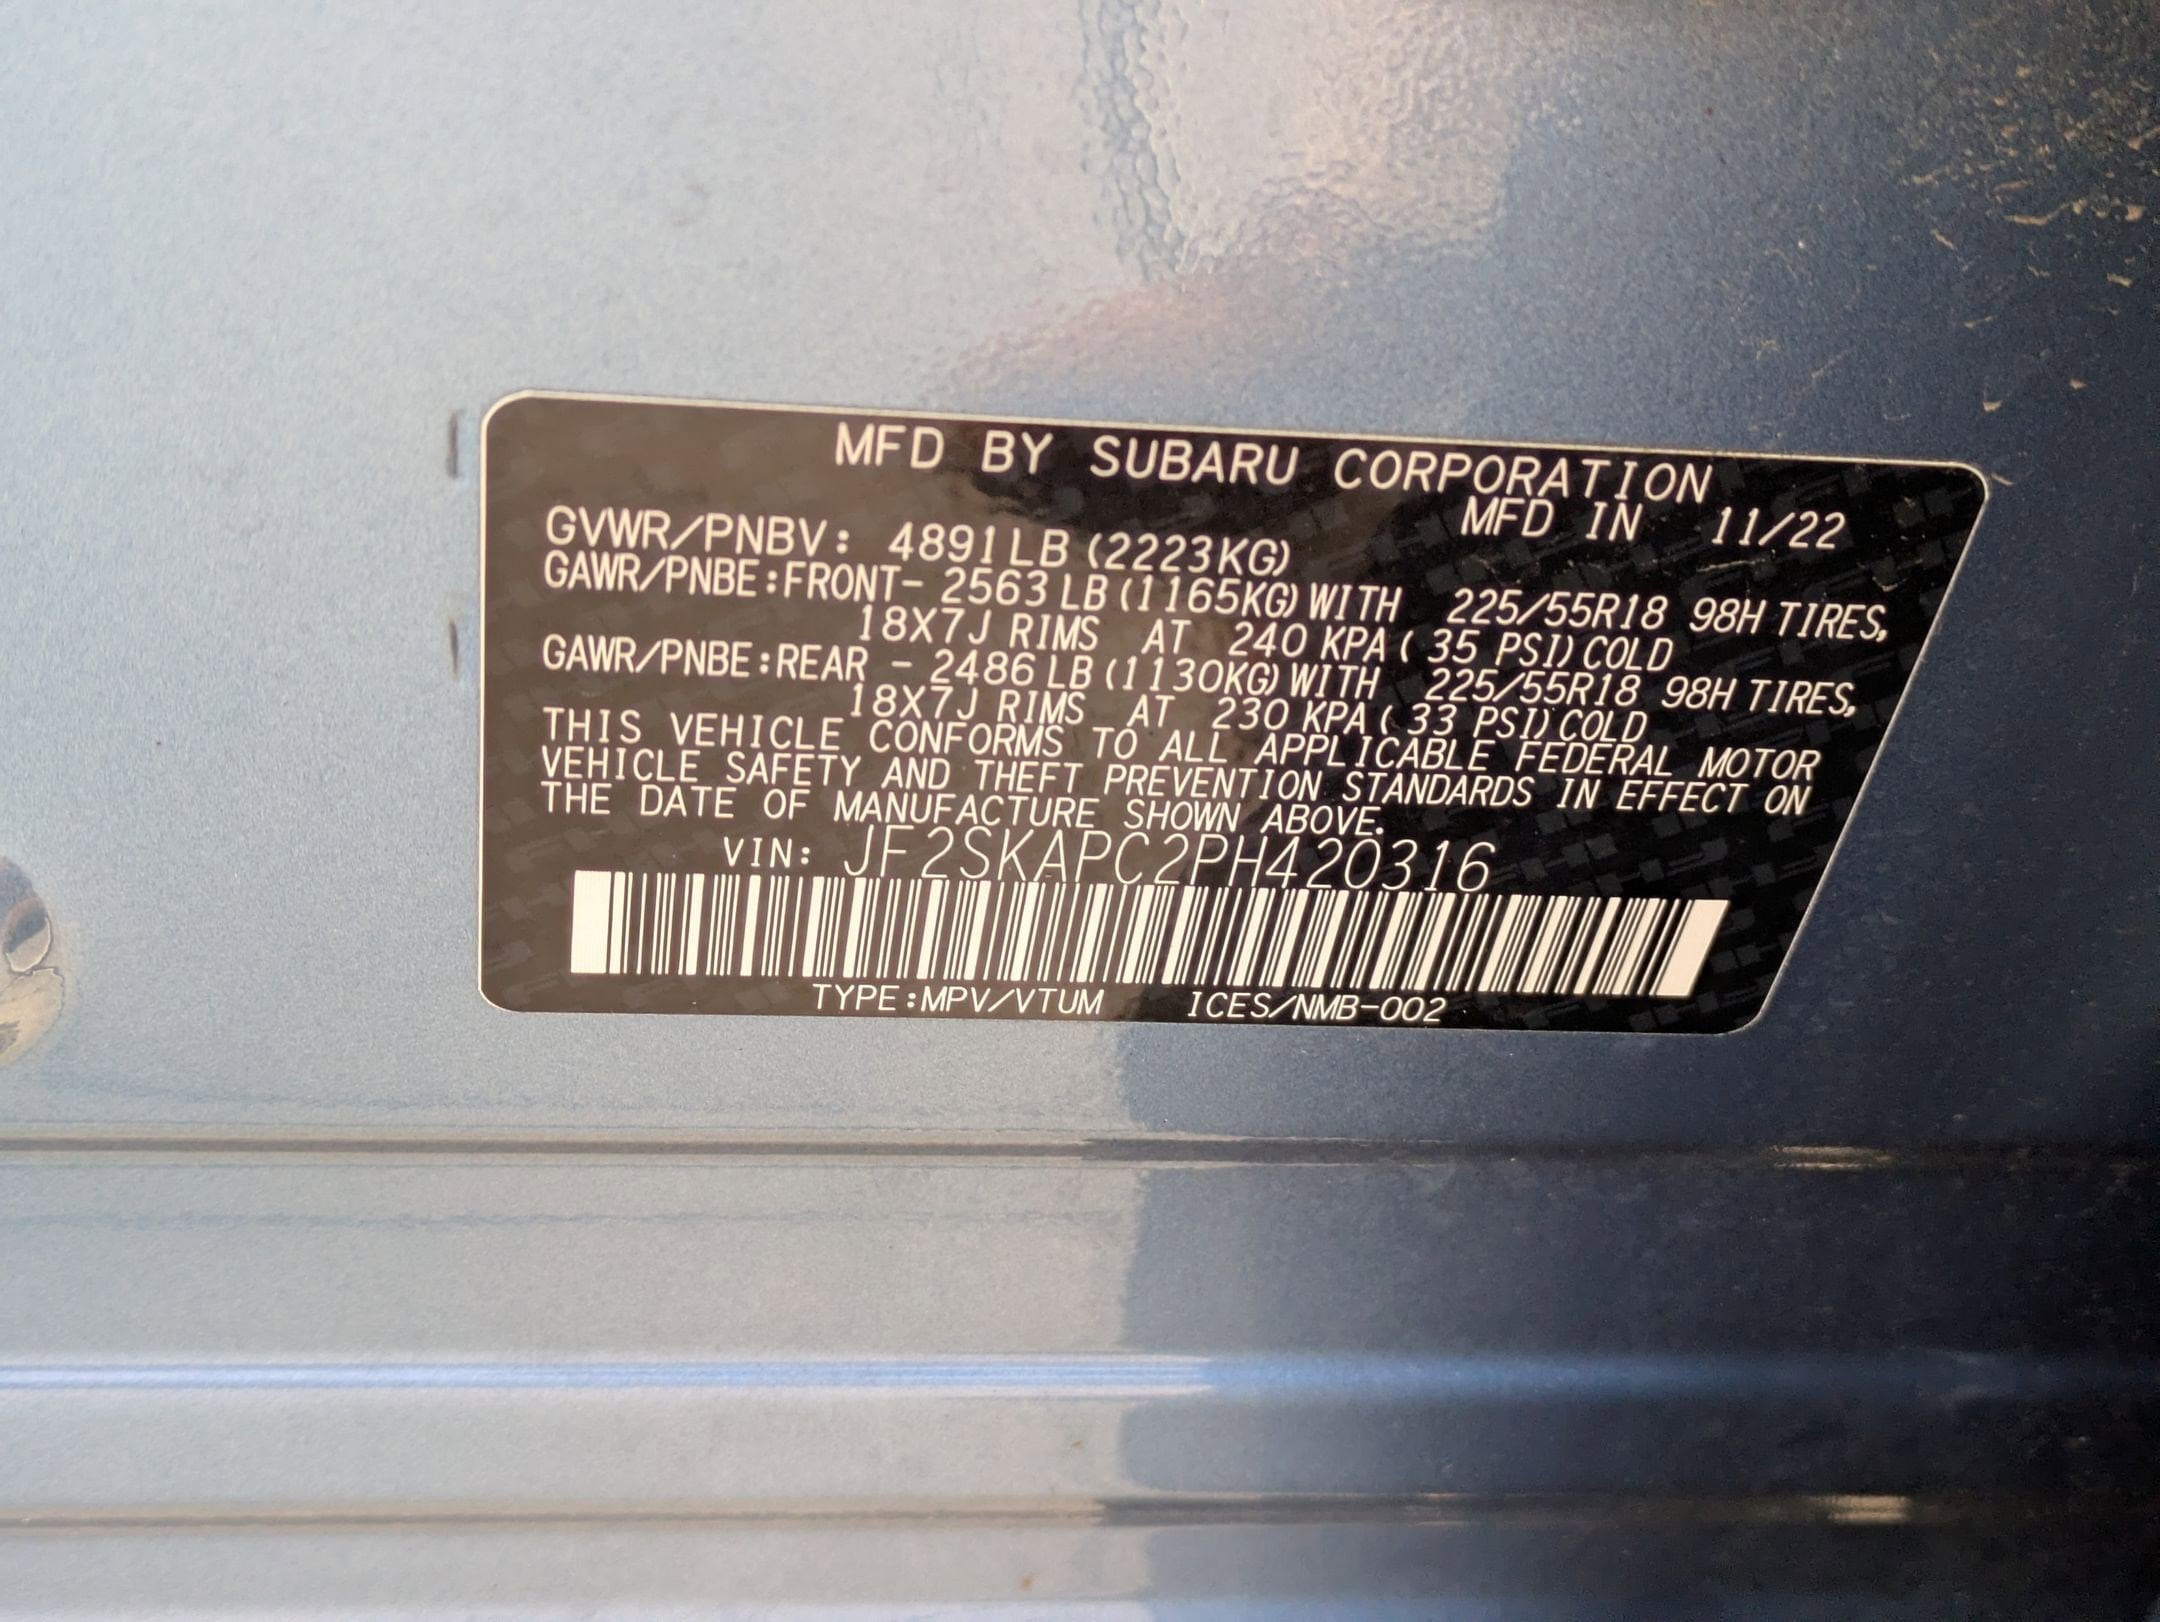 MFD BY SUBARU CORPORATION
MFD IN 11/22
GVWR/PNBV: 4891LB (2223KG)
GAWR/PNBE:FRONT- 2563 LB (1165KG) WITH 225/55R18 98H TIRES,
18X7J RIMS AT 240 KPA ( 35 PSI) COLD
GAWR/PNBE:REAR - 2486 LB (1130KG) WITH 225/55R18 98H TIRES,
18X7J RIMS AT 230 KPA ( 33 PSI) COLD
THIS VEHICLE CONFORMS TO ALL APPLICABLE FEDERAL MOTOR
VEHICLE SAFETY AND THEFT PREVENTION STANDARDS IN EFFECT ON
THE DATE OF MANUFACTURE SHOWN ABOVE.
VIN: JF2SKAPC2PH420316
TYPE:MPV/VTUM ICES/NMB-002